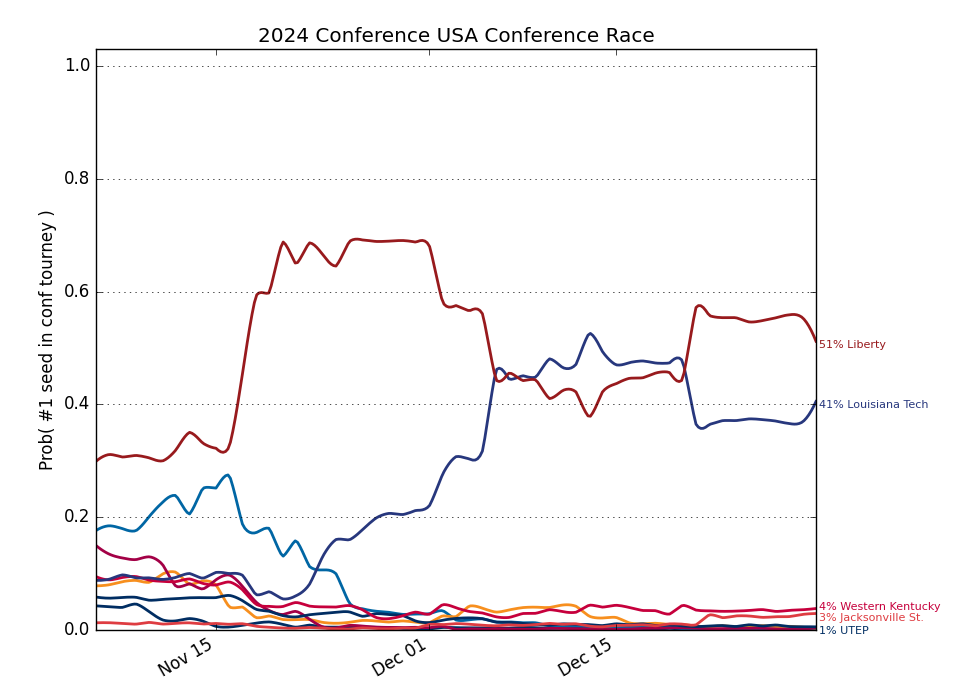 2024 Conference USA Conference Race
Prob( #1 seed in conf tourney )
1.0
0.8
0.6
0.4
0.2
0.0
Nov 15
Dec 01
Dec 15
51% Liberty
41% Louisiana Tech
4% Western Kentucky
3% Jacksonville St.
1% UTEP